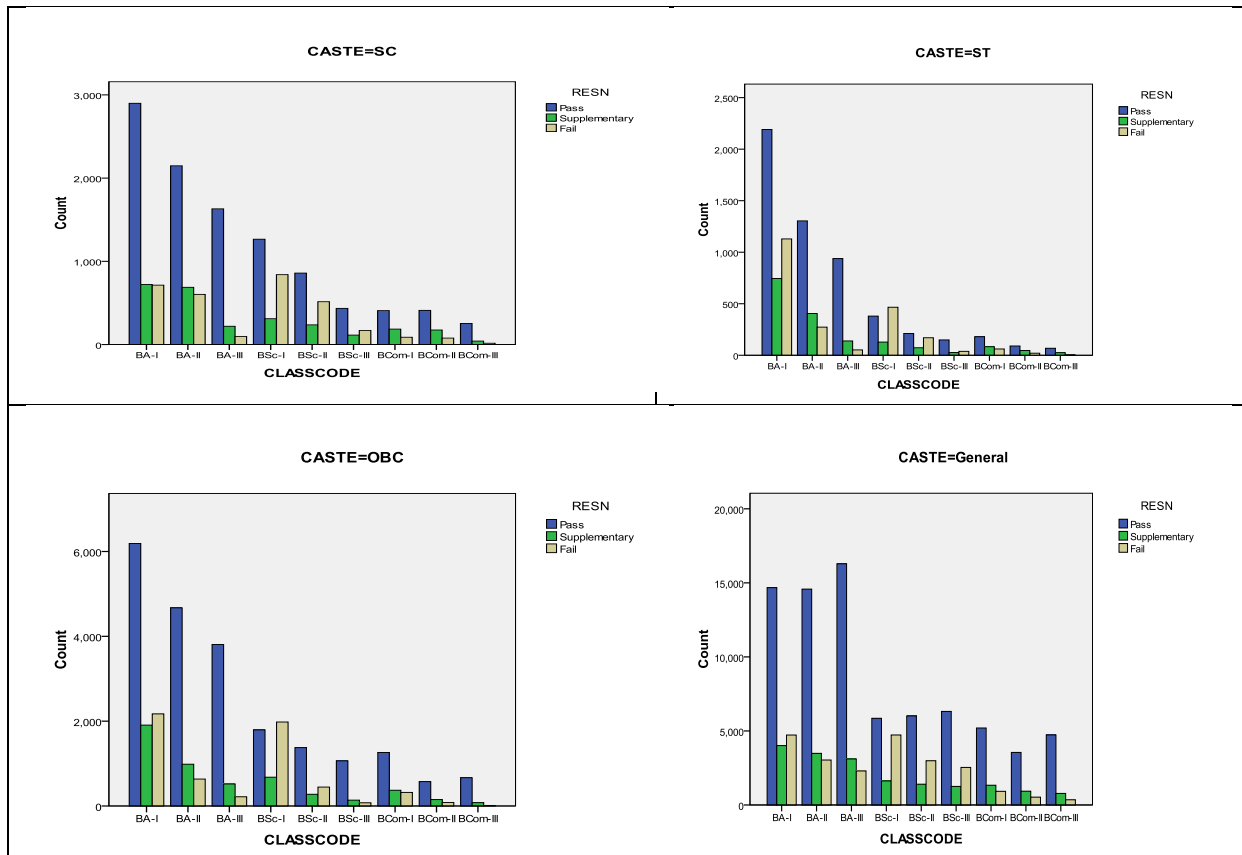 CASTE=SC
RESN
Pass
Supplementary
Fail
3,000
2,000
1,000
0
Count
BA-I BA-II BA-III BSc-I BSc-II BSc-III BCom-I BCom-II BCom-III
CLASSCODE
CASTE=ST
RESN
Pass
Supplementary
Fail
2,500
2,000
1,500
1,000
500
0
Count
BA-I BA-II BA-III BSc-I BSc-II BSc-III BCom-I BCom-II BCom-III
CLASSCODE
CASTE=OBC
RESN
Pass
Supplementary
Fail
6,000
4,000
2,000
0
Count
BA-I BA-II BA-III BSc-I BSc-II BSc-III BCom-I BCom-II BCom-III
CLASSCODE
CASTE=General
RESN
Pass
Supplementary
Fail
20,000
15,000
10,000
5,000
0
Count
BA-I BA-II BA-III BSc-I BSc-II BSc-III BCom-I BCom-II BCom-III
CLASSCODE